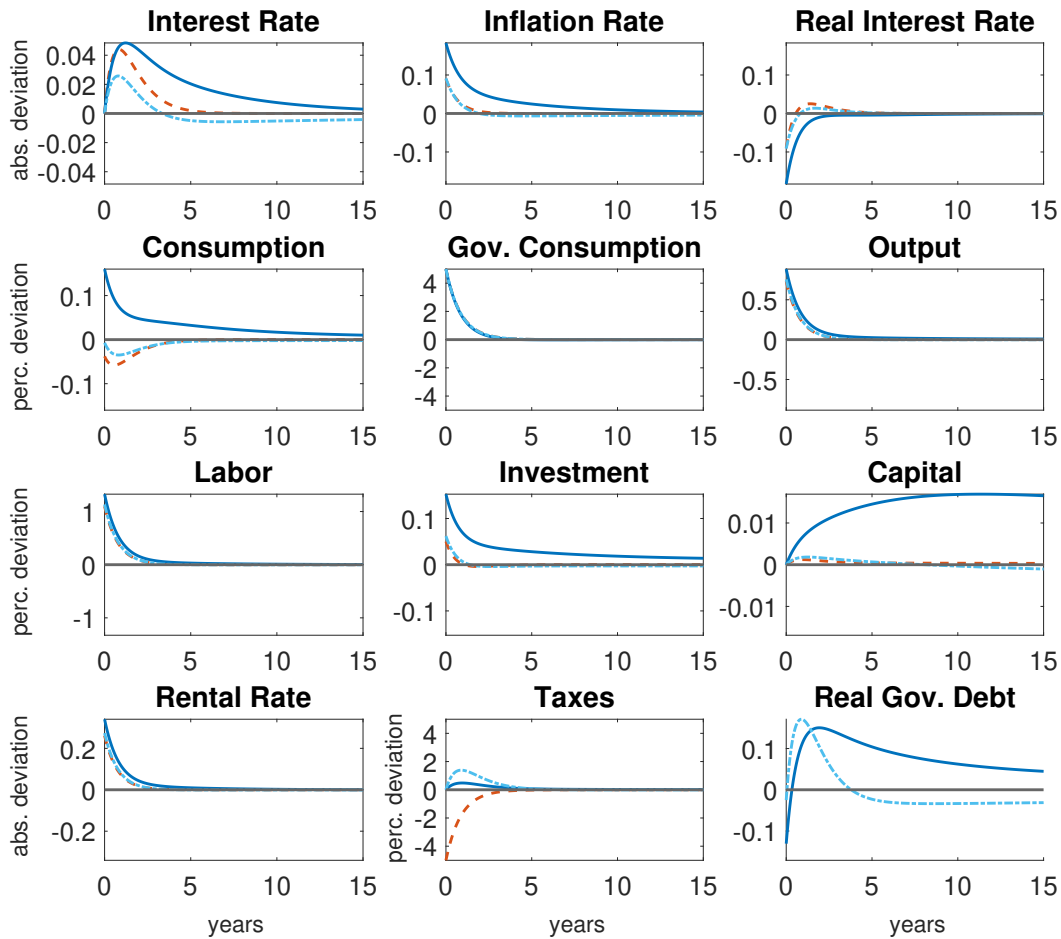 Interest Rate
Inflation Rate
Real Interest Rate
abs. deviation
0.04
0.02
0
-0.02
-0.04
0 5 10 15
0.1
0
-0.1
0 5 10 15
0.1
0
-0.1
0 5 10 15
Consumption
Gov. Consumption
Output
perc. deviation
0.1
0
-0.1
0 5 10 15
4
2
0
-2
-4
0 5 10 15
0.5
0
-0.5
0 5 10 15
Labor
Investment
Capital
perc. deviation
1
0
-1
0 5 10 15
0.1
0
-0.1
0 5 10 15
0.01
0
-0.01
0 5 10 15
Rental Rate
Taxes
Real Gov. Debt
abs. deviation
0.2
0
-0.2
0 5 10 15
years
perc. deviation
4
2
0
-2
-4
0 5 10 15
years
0.1
0
-0.1
0 5 10 15
years